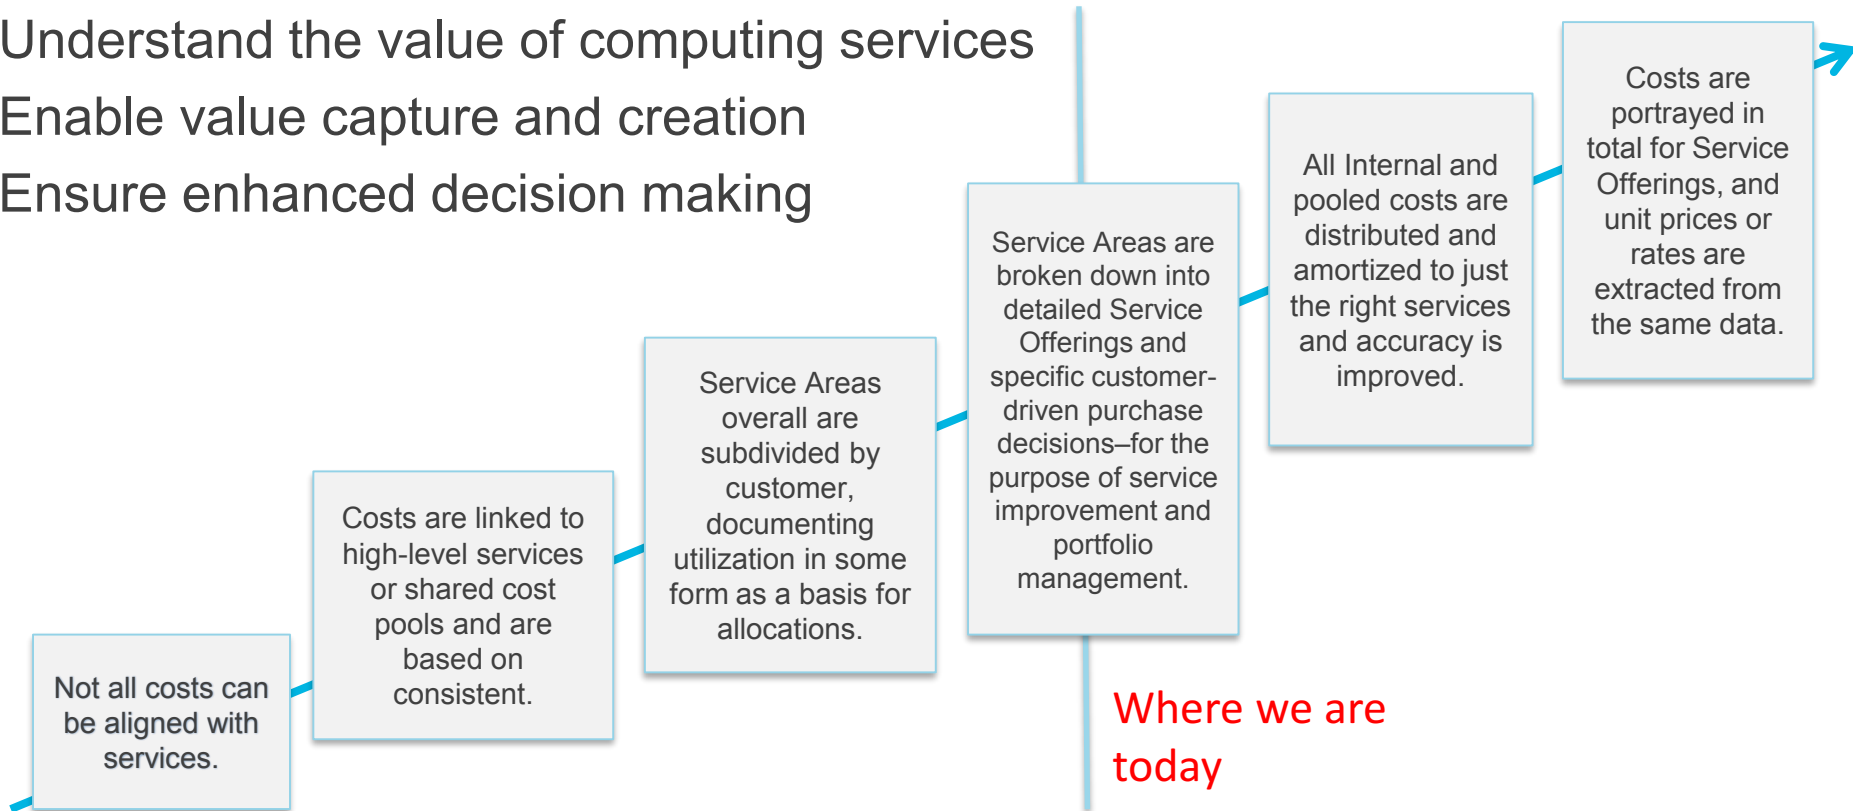 Understand the value of computing services
Enable value capture and creation
Ensure enhanced decision making
Not all costs can
be aligned with
services.
Costs are linked to
high-level services
or shared cost
pools and are
based on
consistent.
Service Areas
overall are
subdivided by
customer,
documenting
utilization in some
form as a basis for
allocations.
Service Areas are
broken down into
detailed Service
Offerings and
specific customer-
driven purchase
decisions–for the
purpose of service
improvement and
portfolio
management.
All Internal and
pooled costs are
distributed and
amortized to just
the right services
and accuracy is
improved.
Costs are
portrayed in
total for Service
Offerings, and
unit prices or
rates are
extracted from
the same data.
Where we are
today